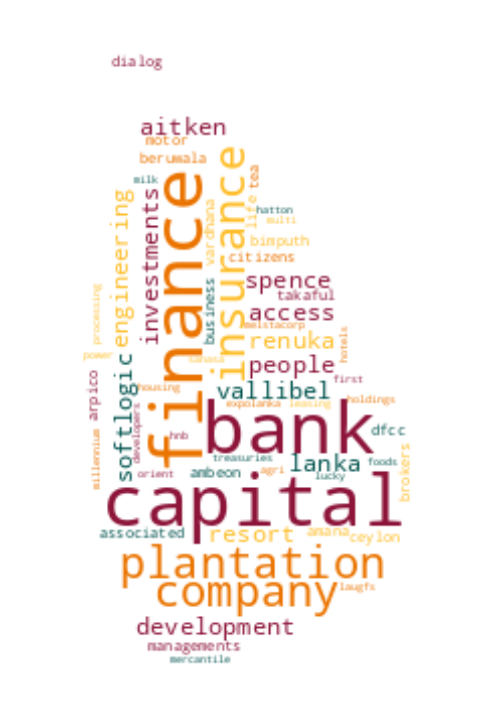 dialog
aitken
motor
beruwala
milk
finance
insurance
engineering
investments
vardhana
life
tea
hatton
multi
bimputh
citizens
spence
takaful
business
access
melstacorp
renuka
hotels
processing
power
sanasa
people
first
vallibel
softlogic
arpico
housing
expolanka
leasing
holdings
developers
millennium
bank
hnb
dfcc
treasuries
lanka
foods
brokers
orient
ambeon
agri
lucky
capital
associated
resort
amana
ceylon
plantation
company
laugfs
development
managements
mercantile